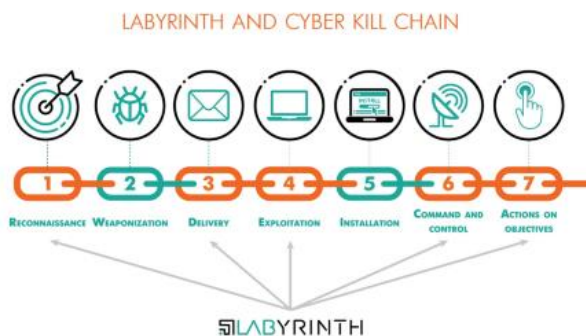 LABYRINTH AND CYBER KILL CHAIN
INSTALL
1 2 3 4 5 6 7
RECONNAISSANCE WEAPONIZATION DELIVERY EXPLOITATION INSTALLATION COMMAND AND CONTROL ACTIONS ON OBJECTIVES
LABYRINTH